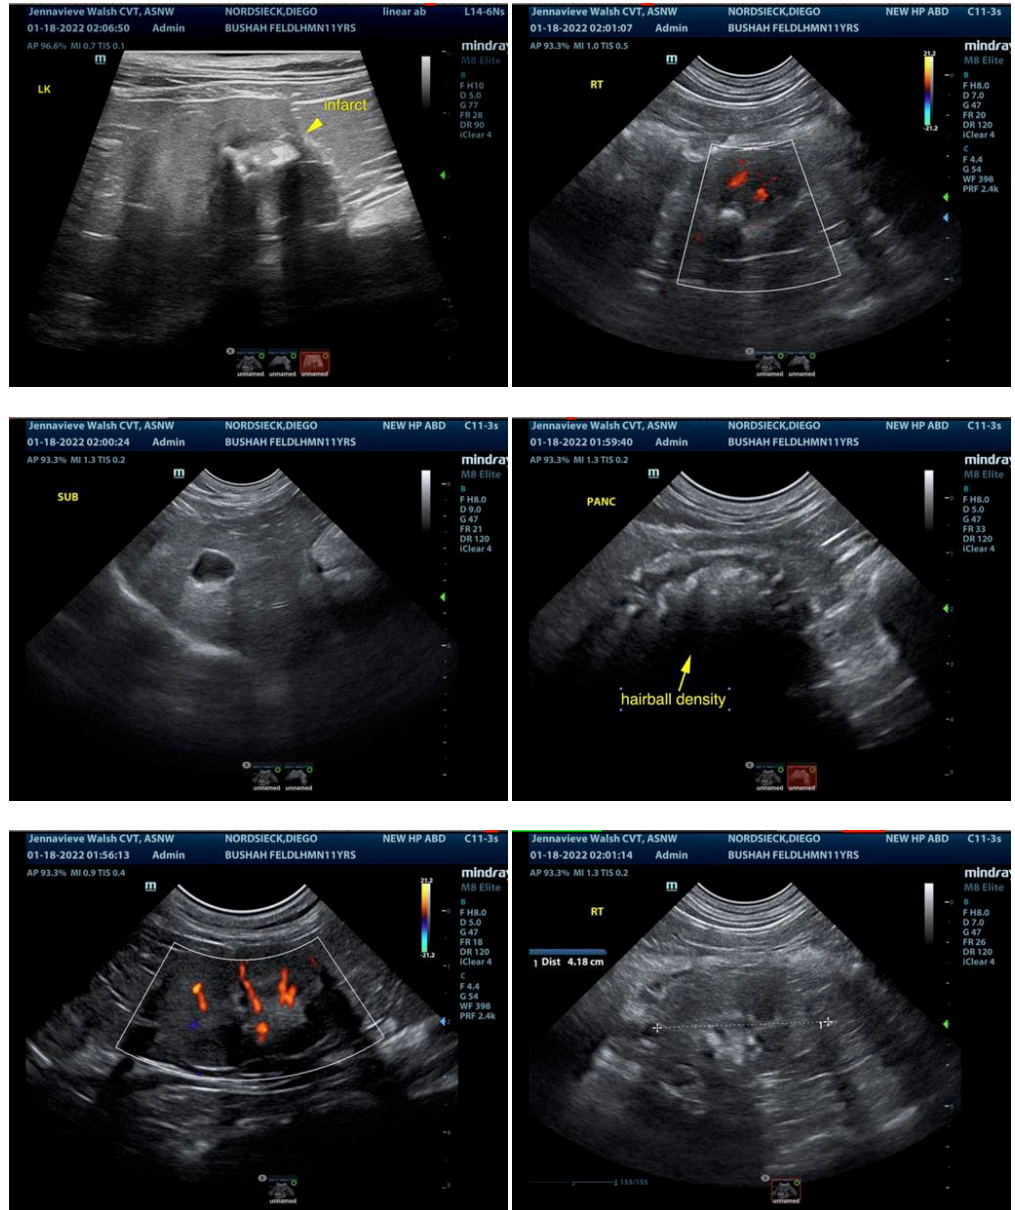 Jennavieve Walsh CVT, ASNW NORDSIECK,DIEGO linear ab L14-6Ns
01-18-2022 02:06:50 Admin BUSHAH FELDLHMN11YRS
AP 96.6% MI 0.7 TIS 0.1
mindray
M8 Elite
m
LK
infarct
B
F H10
D 5.0
G 77
FR 28
DR 90
iClear 4
unnamed unnamed unnamed
Jennavieve Walsh CVT, ASNW NORDSIECK,DIEGO NEW HP ABD C11-3s
01-18-2022 02:01:07 Admin BUSHAH FELDLHMN11YRS
AP 93.3% MI 1.0 TIS 0.5
mindray
M8 Elite
m
RT
21.2
-21.2
B
F H8.0
D 7.0
G 47
FR 20
DR 120
iClear 4
C
F 4.4
G 54
WF 398
PRF 2.4k
5
unnamed unnamed
Jennavieve Walsh CVT, ASNW NORDSIECK,DIEGO NEW HP ABD C11-3s
01-18-2022 02:00:24 Admin BUSHAH FELDLHMN11YRS
AP 93.3% MI 1.3 TIS 0.2
mindray
M8 Elite
m
SUB
B
F H8.0
D 9.0
G 47
FR 21
DR 120
iClear 4
unnamed unnamed
Jennavieve Walsh CVT, ASNW NORDSIECK,DIEGO NEW HP ABD C11-3s
01-18-2022 01:59:40 Admin BUSHAH FELDLHMN11YRS
AP 93.3% MI 1.3 TIS 0.2
mindray
M8 Elite
m
PANC
hairball density
B
F H8.0
D 5.0
G 47
FR 33
DR 120
iClear 4
unnamed unnamed
Jennavieve Walsh CVT, ASNW NORDSIECK,DIEGO NEW HP ABD C11-3s
01-18-2022 01:56:13 Admin BUSHAH FELDLHMN11YRS
AP 93.3% MI 0.9 TIS 0.4
mindray
M8 Elite
m
21.2
-21.2
B
F H8.0
D 5.0
G 47
FR 18
DR 120
iClear 4
C
F 4.4
G 54
WF 398
PRF 2.4k
unnamed
Jennavieve Walsh CVT, ASNW NORDSIECK,DIEGO NEW HP ABD C11-3s
01-18-2022 02:01:14 Admin BUSHAH FELDLHMN11YRS
AP 93.3% MI 1.3 TIS 0.2
mindray
M8 Elite
m
RT
1 Dist 4.18 cm
1
B
F H8.0
D 7.0
G 47
FR 26
DR 120
iClear 4
155/155
unnamed